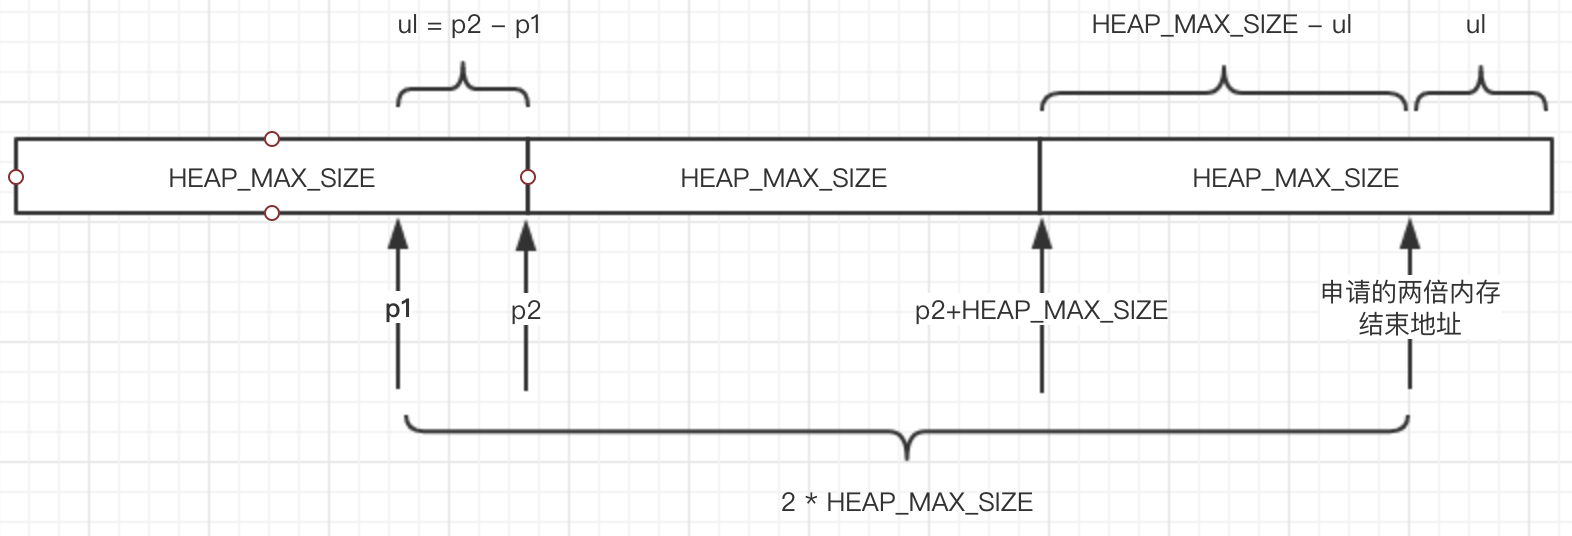 ul = p2 - p1
HEAP_MAX_SIZE - ul
ul
HEAP_MAX_SIZE
HEAP_MAX_SIZE
HEAP_MAX_SIZE
p1
p2
p2+HEAP_MAX_SIZE
申请的两倍内存
结束地址
2 * HEAP_MAX_SIZE